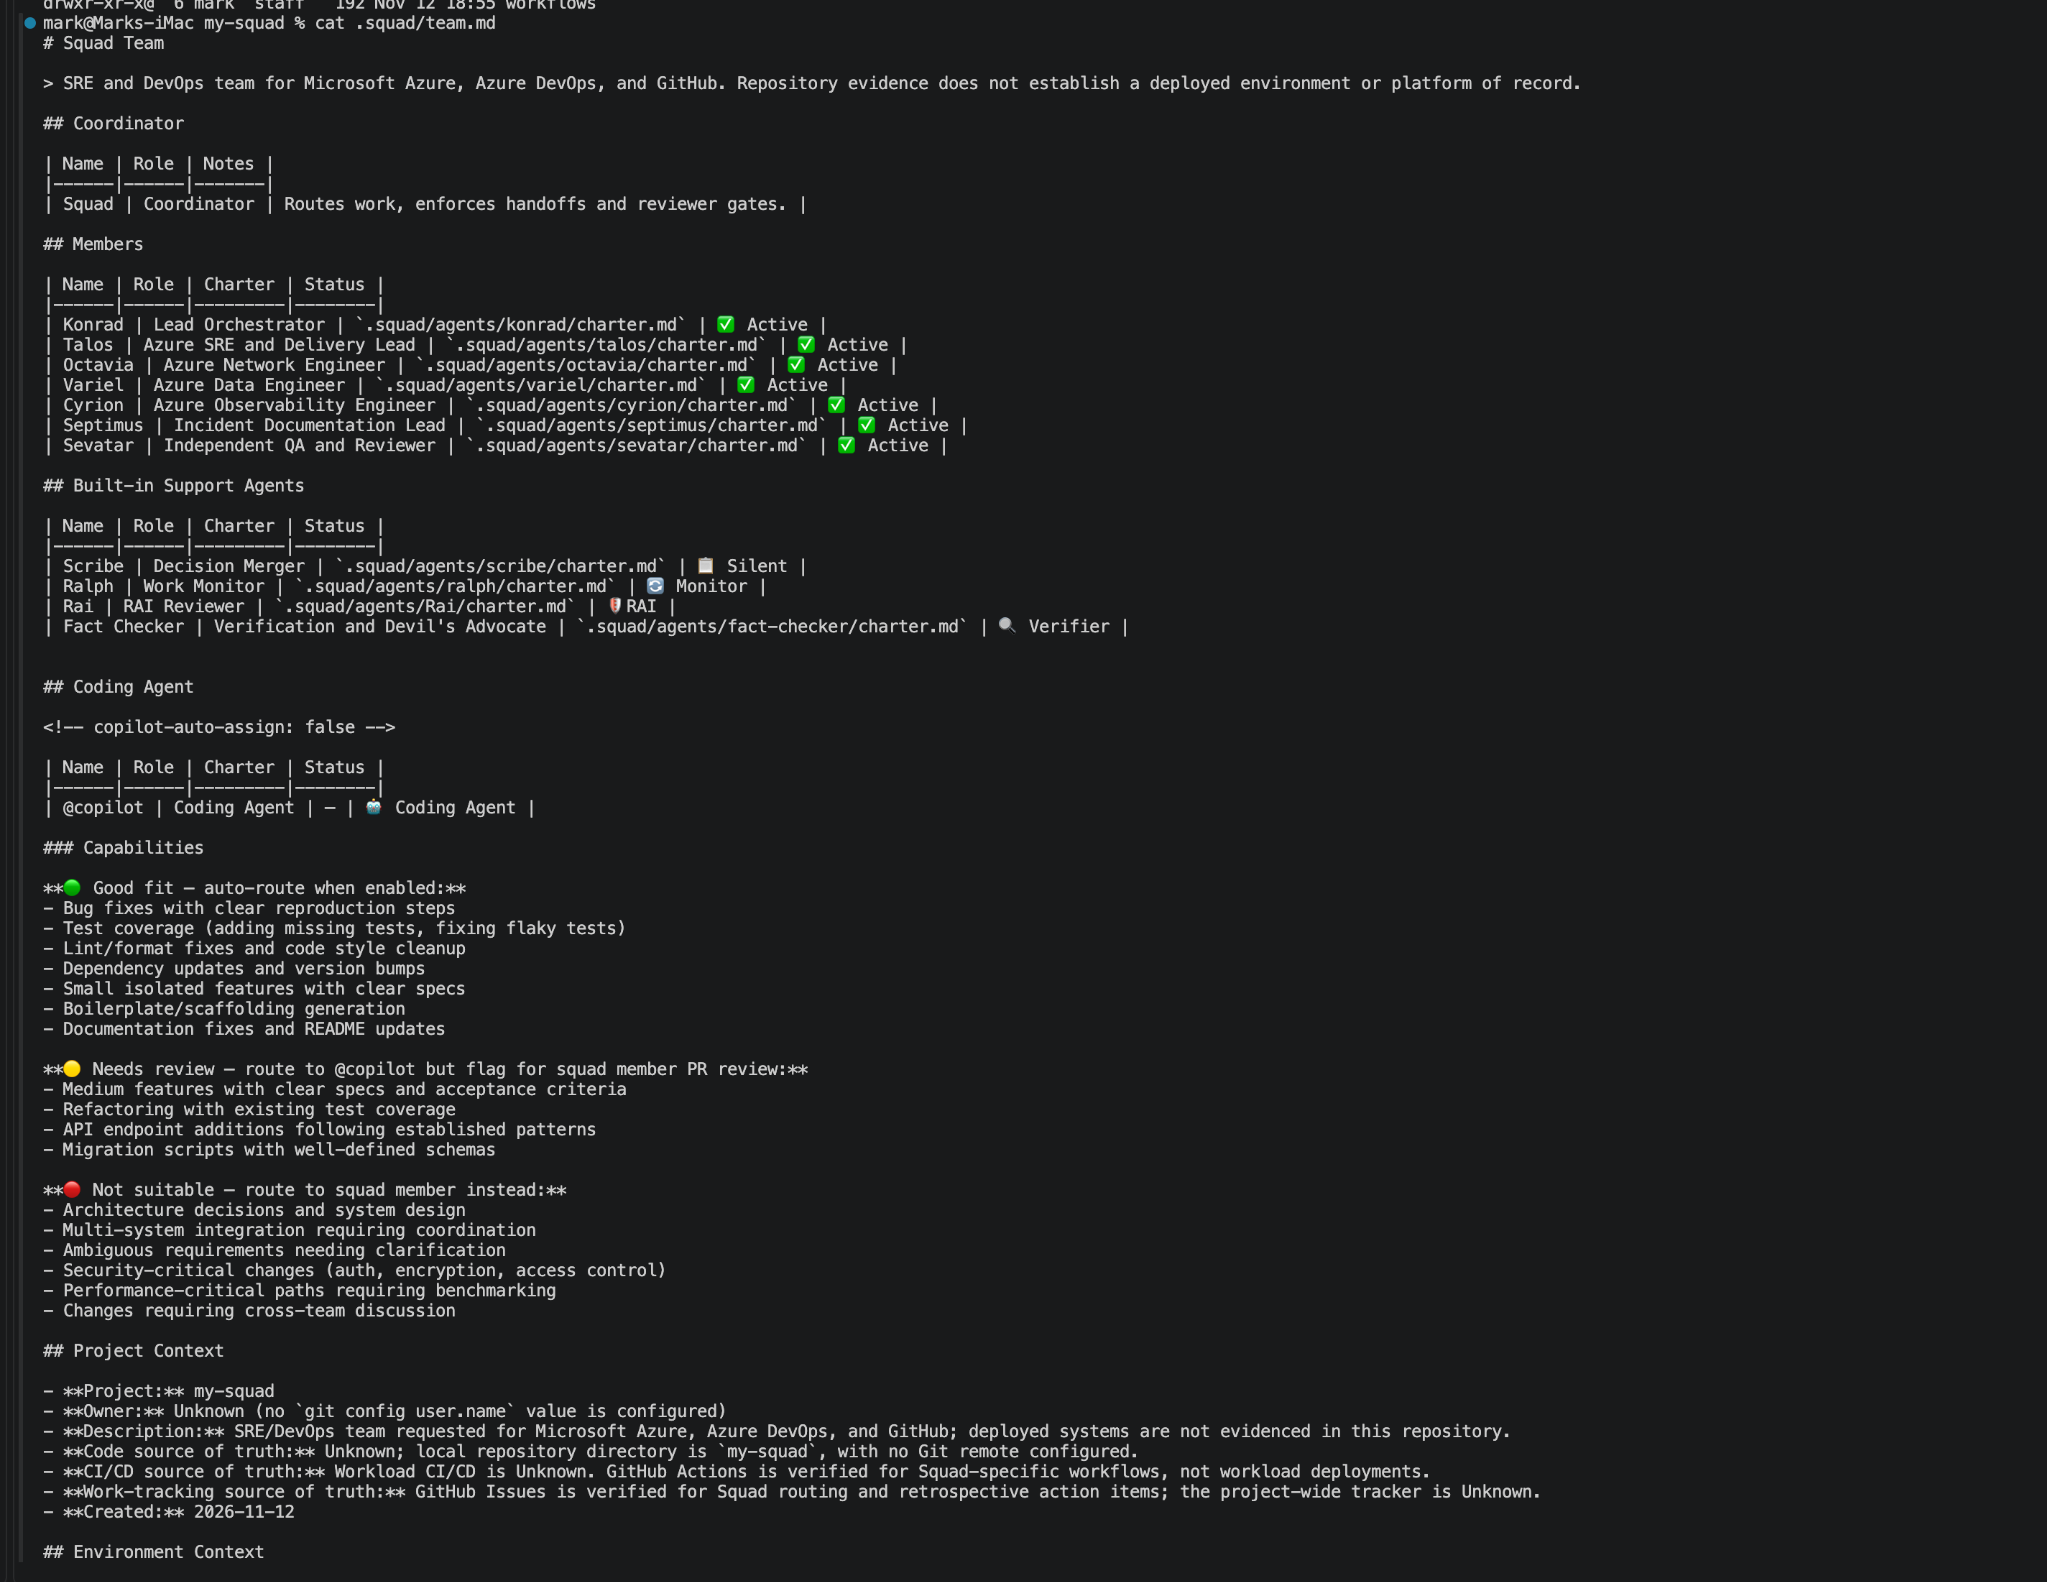 drwxr-xr-x@  6 mark  staff   192 Nov 12 18:55 workflows
mark@Marks-iMac my-squad % cat .squad/team.md
# Squad Team
> SRE and DevOps team for Microsoft Azure, Azure DevOps, and GitHub. Repository evidence does not establish a deployed environment or platform of record.
## Coordinator
| Name | Role | Notes |
|------|------|-------|
| Squad | Coordinator | Routes work, enforces handoffs and reviewer gates. |
## Members
| Name | Role | Charter | Status |
|------|------|---------|--------|
| Konrad | Lead Orchestrator | `.squad/agents/konrad/charter.md` | ✅ Active |
| Talos | Azure SRE and Delivery Lead | `.squad/agents/talos/charter.md` | ✅ Active |
| Octavia | Azure Network Engineer | `.squad/agents/octavia/charter.md` | ✅ Active |
| Variel | Azure Data Engineer | `.squad/agents/variel/charter.md` | ✅ Active |
| Cyrion | Azure Observability Engineer | `.squad/agents/cyrion/charter.md` | ✅ Active |
| Septimus | Incident Documentation Lead | `.squad/agents/septimus/charter.md` | ✅ Active |
| Sevatar | Independent QA and Reviewer | `.squad/agents/sevatar/charter.md` | ✅ Active |
## Built-in Support Agents
| Name | Role | Charter | Status |
|------|------|---------|--------|
| Scribe | Decision Merger | `.squad/agents/scribe/charter.md` | 📋 Silent |
| Ralph | Work Monitor | `.squad/agents/ralph/charter.md` | 🔄 Monitor |
| Rai | RAI Reviewer | `.squad/agents/Rai/charter.md` | 🛡️RAI |
| Fact Checker | Verification and Devil's Advocate | `.squad/agents/fact-checker/charter.md` | 🔍 Verifier |
## Coding Agent
<!-- copilot-auto-assign: false -->
| Name | Role | Charter | Status |
|------|------|---------|--------|
| @copilot | Coding Agent | — | 🤖 Coding Agent |
### Capabilities
**🟢 Good fit — auto-route when enabled:**
- Bug fixes with clear reproduction steps
- Test coverage (adding missing tests, fixing flaky tests)
- Lint/format fixes and code style cleanup
- Dependency updates and version bumps
- Small isolated features with clear specs
- Boilerplate/scaffolding generation
- Documentation fixes and README updates
**🟡 Needs review — route to @copilot but flag for squad member PR review:**
- Medium features with clear specs and acceptance criteria
- Refactoring with existing test coverage
- API endpoint additions following established patterns
- Migration scripts with well-defined schemas
**🔴 Not suitable — route to squad member instead:**
- Architecture decisions and system design
- Multi-system integration requiring coordination
- Ambiguous requirements needing clarification
- Security-critical changes (auth, encryption, access control)
- Performance-critical paths requiring benchmarking
- Changes requiring cross-team discussion
## Project Context
- **Project:** my-squad
- **Owner:** Unknown (no `git config user.name` value is configured)
- **Description:** SRE/DevOps team requested for Microsoft Azure, Azure DevOps, and GitHub; deployed systems are not evidenced in this repository.
- **Code source of truth:** Unknown; local repository directory is `my-squad`, with no Git remote configured.
- **CI/CD source of truth:** Workload CI/CD is Unknown. GitHub Actions is verified for Squad-specific workflows, not workload deployments.
- **Work-tracking source of truth:** GitHub Issues is verified for Squad routing and retrospective action items; the project-wide tracker is Unknown.
- **Created:** 2026-11-12
## Environment Context